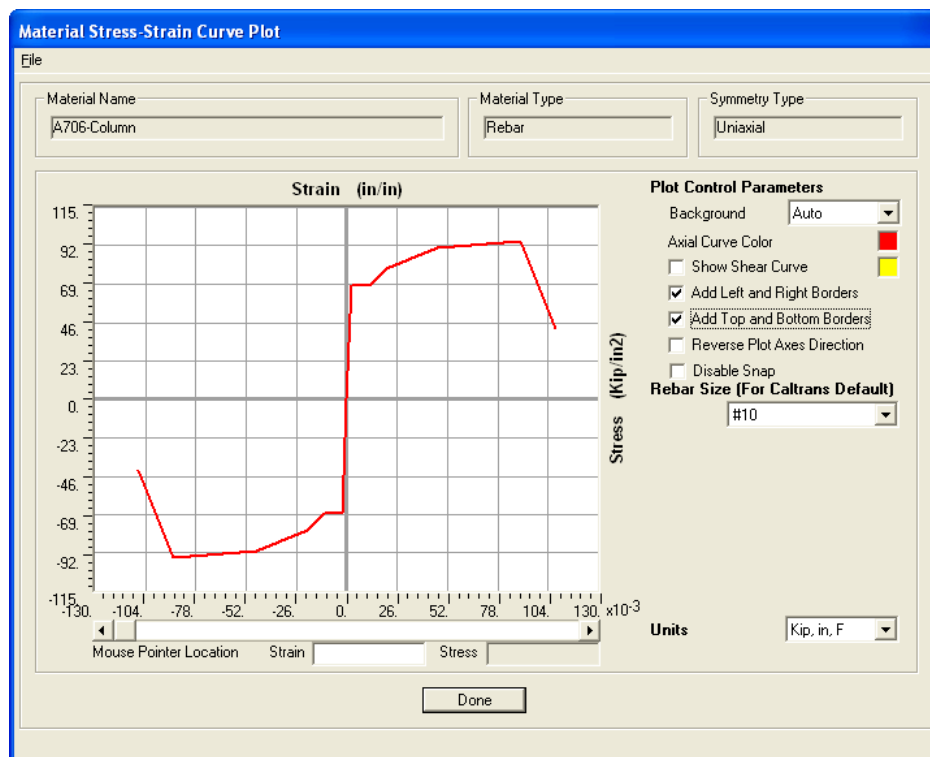 Material Stress-Strain Curve Plot
File
Material Name
A706-Column
Material Type
Rebar
Symmetry Type
Uniaxial
Strain (in/in)
115.
92.
69.
46.
23.
0.
-23.
-46.
-69.
-92.
-115.
-130. -104. -78. -52. -26. 0. 26. 52. 78. 104. 130. x10-3
Stress (Kip/in2)
Mouse Pointer Location Strain Stress
Plot Control Parameters
Background Auto
Axial Curve Color
Show Shear Curve
Add Left and Right Borders
Add Top and Bottom Borders
Reverse Plot Axes Direction
Disable Snap
Rebar Size (For Caltrans Default)
#10
Units Kip, in, F
Done